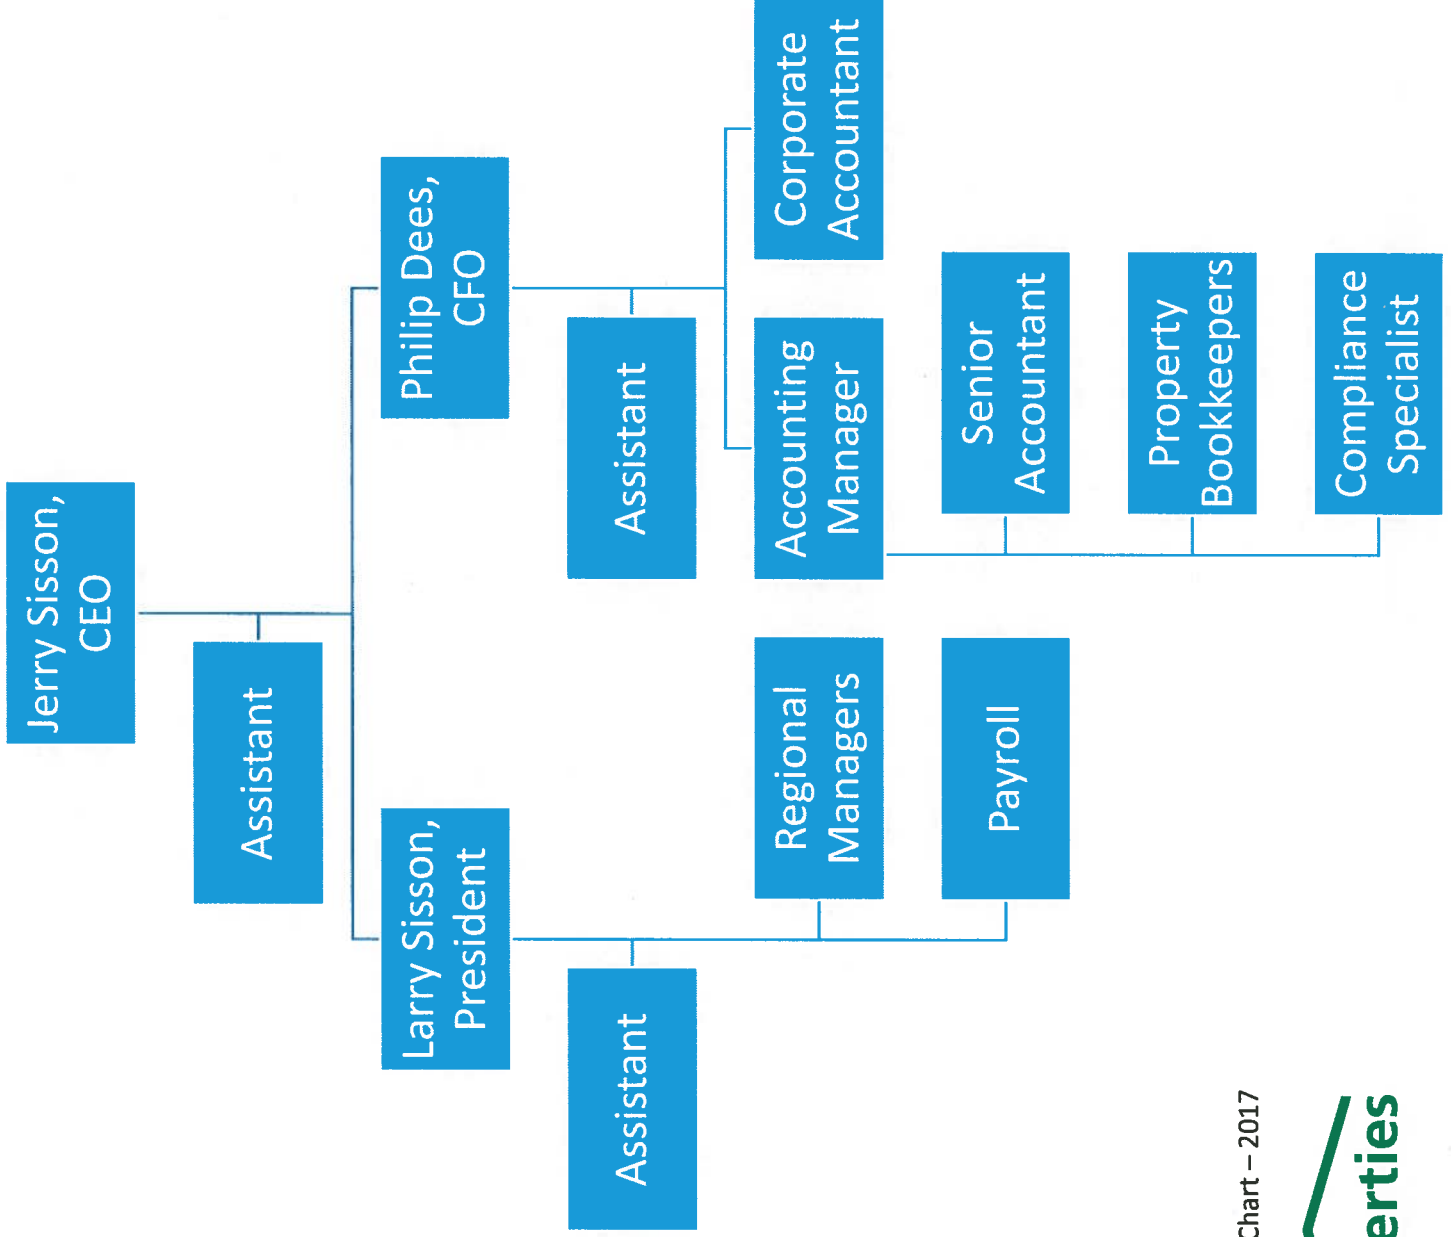 Jerry Sisson,
CEO
Assistant
Larry Sisson,
President
Philip Dees,
CFO
Assistant
Assistant
Regional
Managers
Accounting
Manager
Corporate
Accountant
Payroll
Senior
Accountant
Property
Bookkeepers
Compliance
Specialist
Chart – 2017
erties